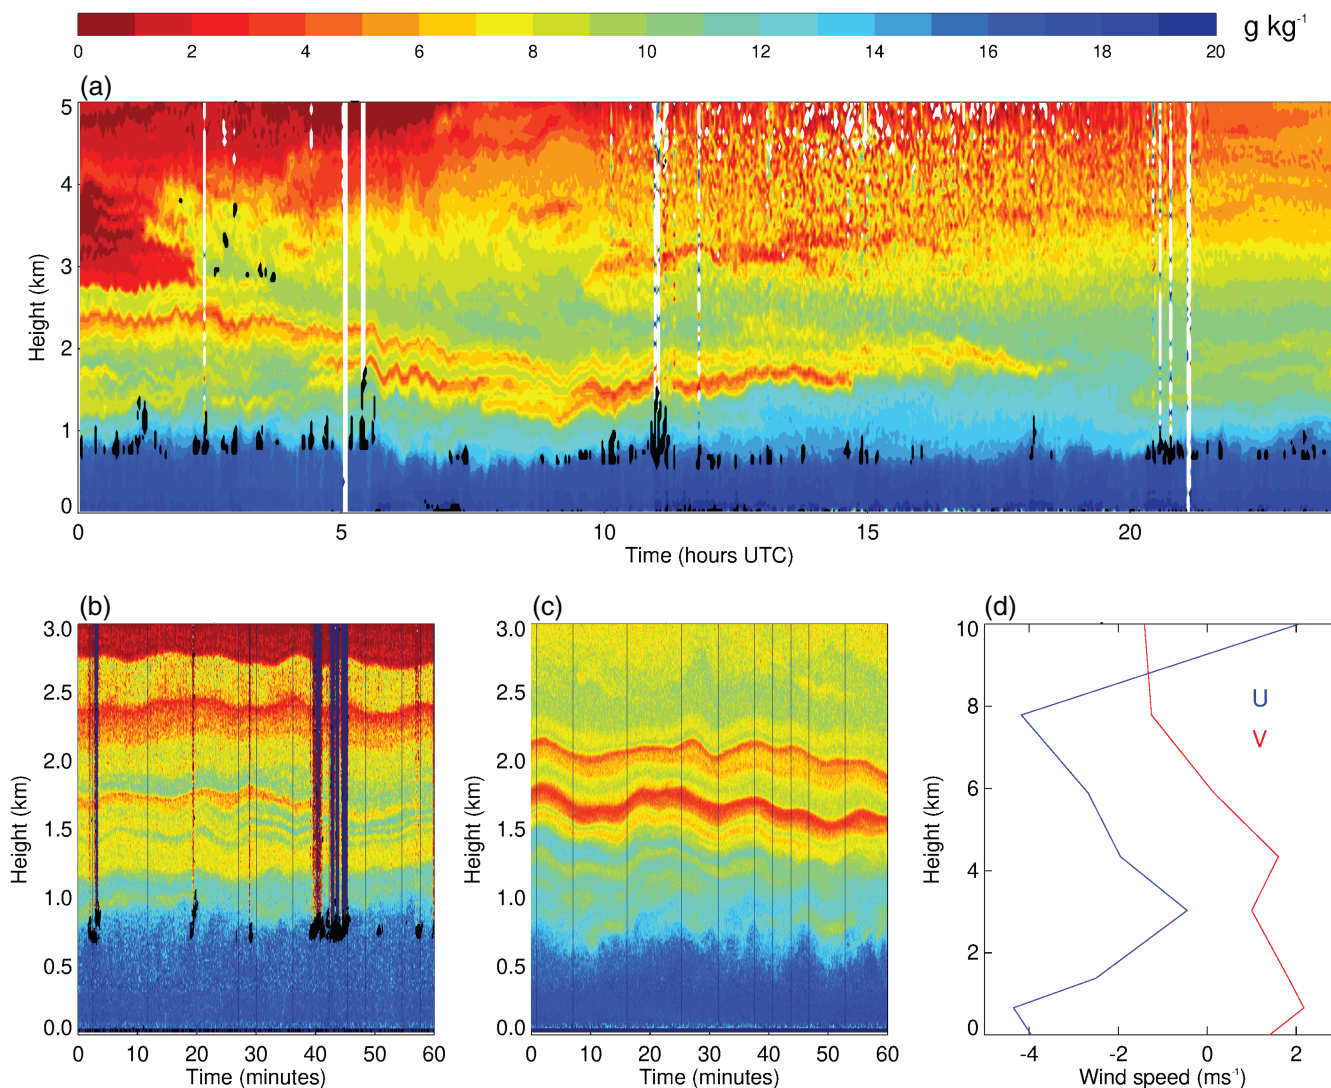 0 2 4 6 8 10 12 14 16 18 20 g kg⁻¹
(a)
5
4
3
2
1
0
Height (km)
0 5 10 15 20
Time (hours UTC)
(b)
3.0
2.5
2.0
1.5
1.0
0.5
0.0
Height (km)
0 10 20 30 40 50 60
Time (minutes)
(c)
3.0
2.5
2.0
1.5
1.0
0.5
0.0
Height (km)
0 10 20 30 40 50 60
Time (minutes)
(d)
10
8
6
4
2
0
Height (km)
U
V
-4 -2 0 2
Wind speed (ms⁻¹)